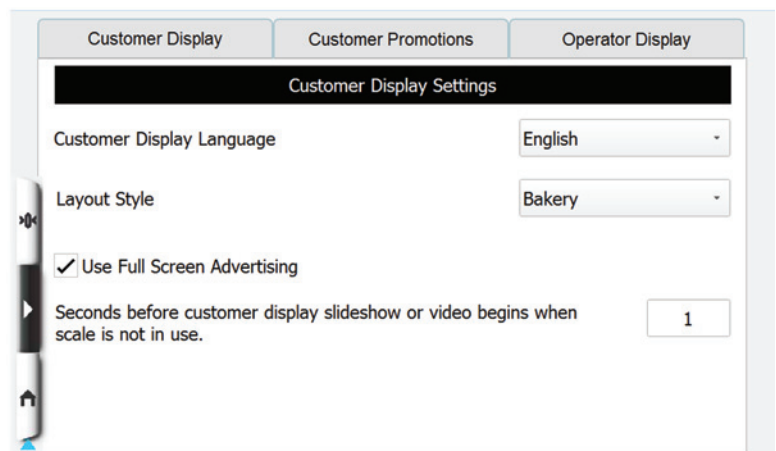 Customer Display Customer Promotions Operator Display
Customer Display Settings
Customer Display Language English
Layout Style Bakery
>0<
Use Full Screen Advertising
Seconds before customer display slideshow or video begins when
scale is not in use.
1